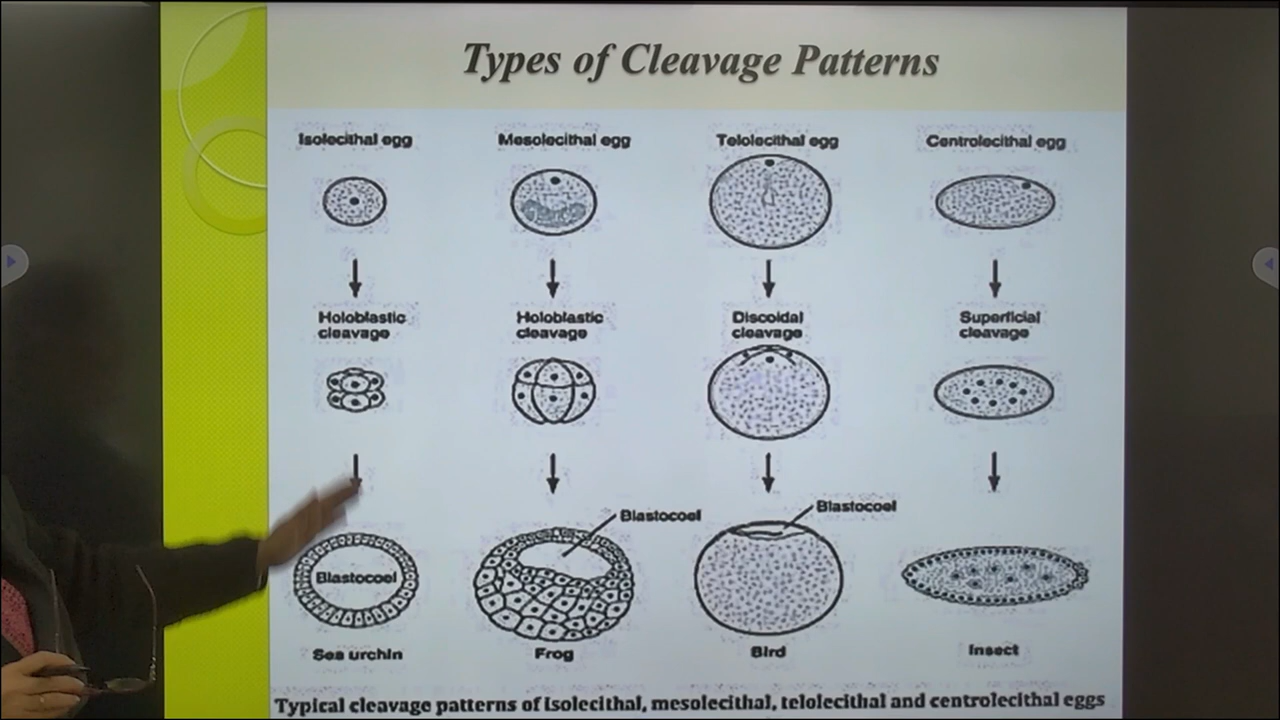 Types of Cleavage Patterns
Isolecithal egg
Mesolecithal egg
Telolecithal egg
Centrolecithal egg
Holoblastic
cleavage
Holoblastic
cleavage
Discoidal
cleavage
Superficial
cleavage
Blastocoel
Blastocoel
Blastocoel
Sea urchin
Frog
Bird
Insect
Typical cleavage patterns of isolecithal, mesolecithal, telolecithal and centrolecithal eggs